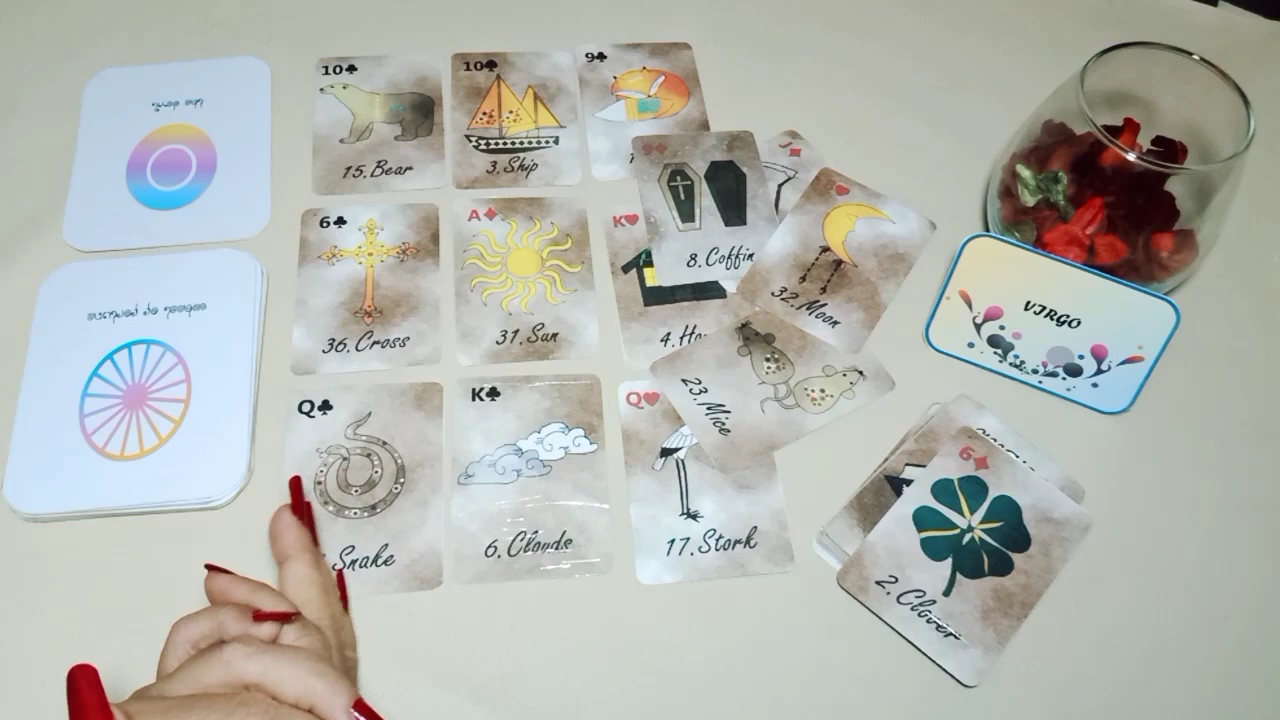 10♣
15. Bear
10♠
3. Ship
9♣
1
8. Coffin
J♦
6♣
36. Cross
A♦
31. Sun
K♥
4. Ho
32. Moon
Q♣
Snake
K♣
6. Clouds
Q♥
17. Stork
23. Mice
VIRGO
6♦
2. Clover